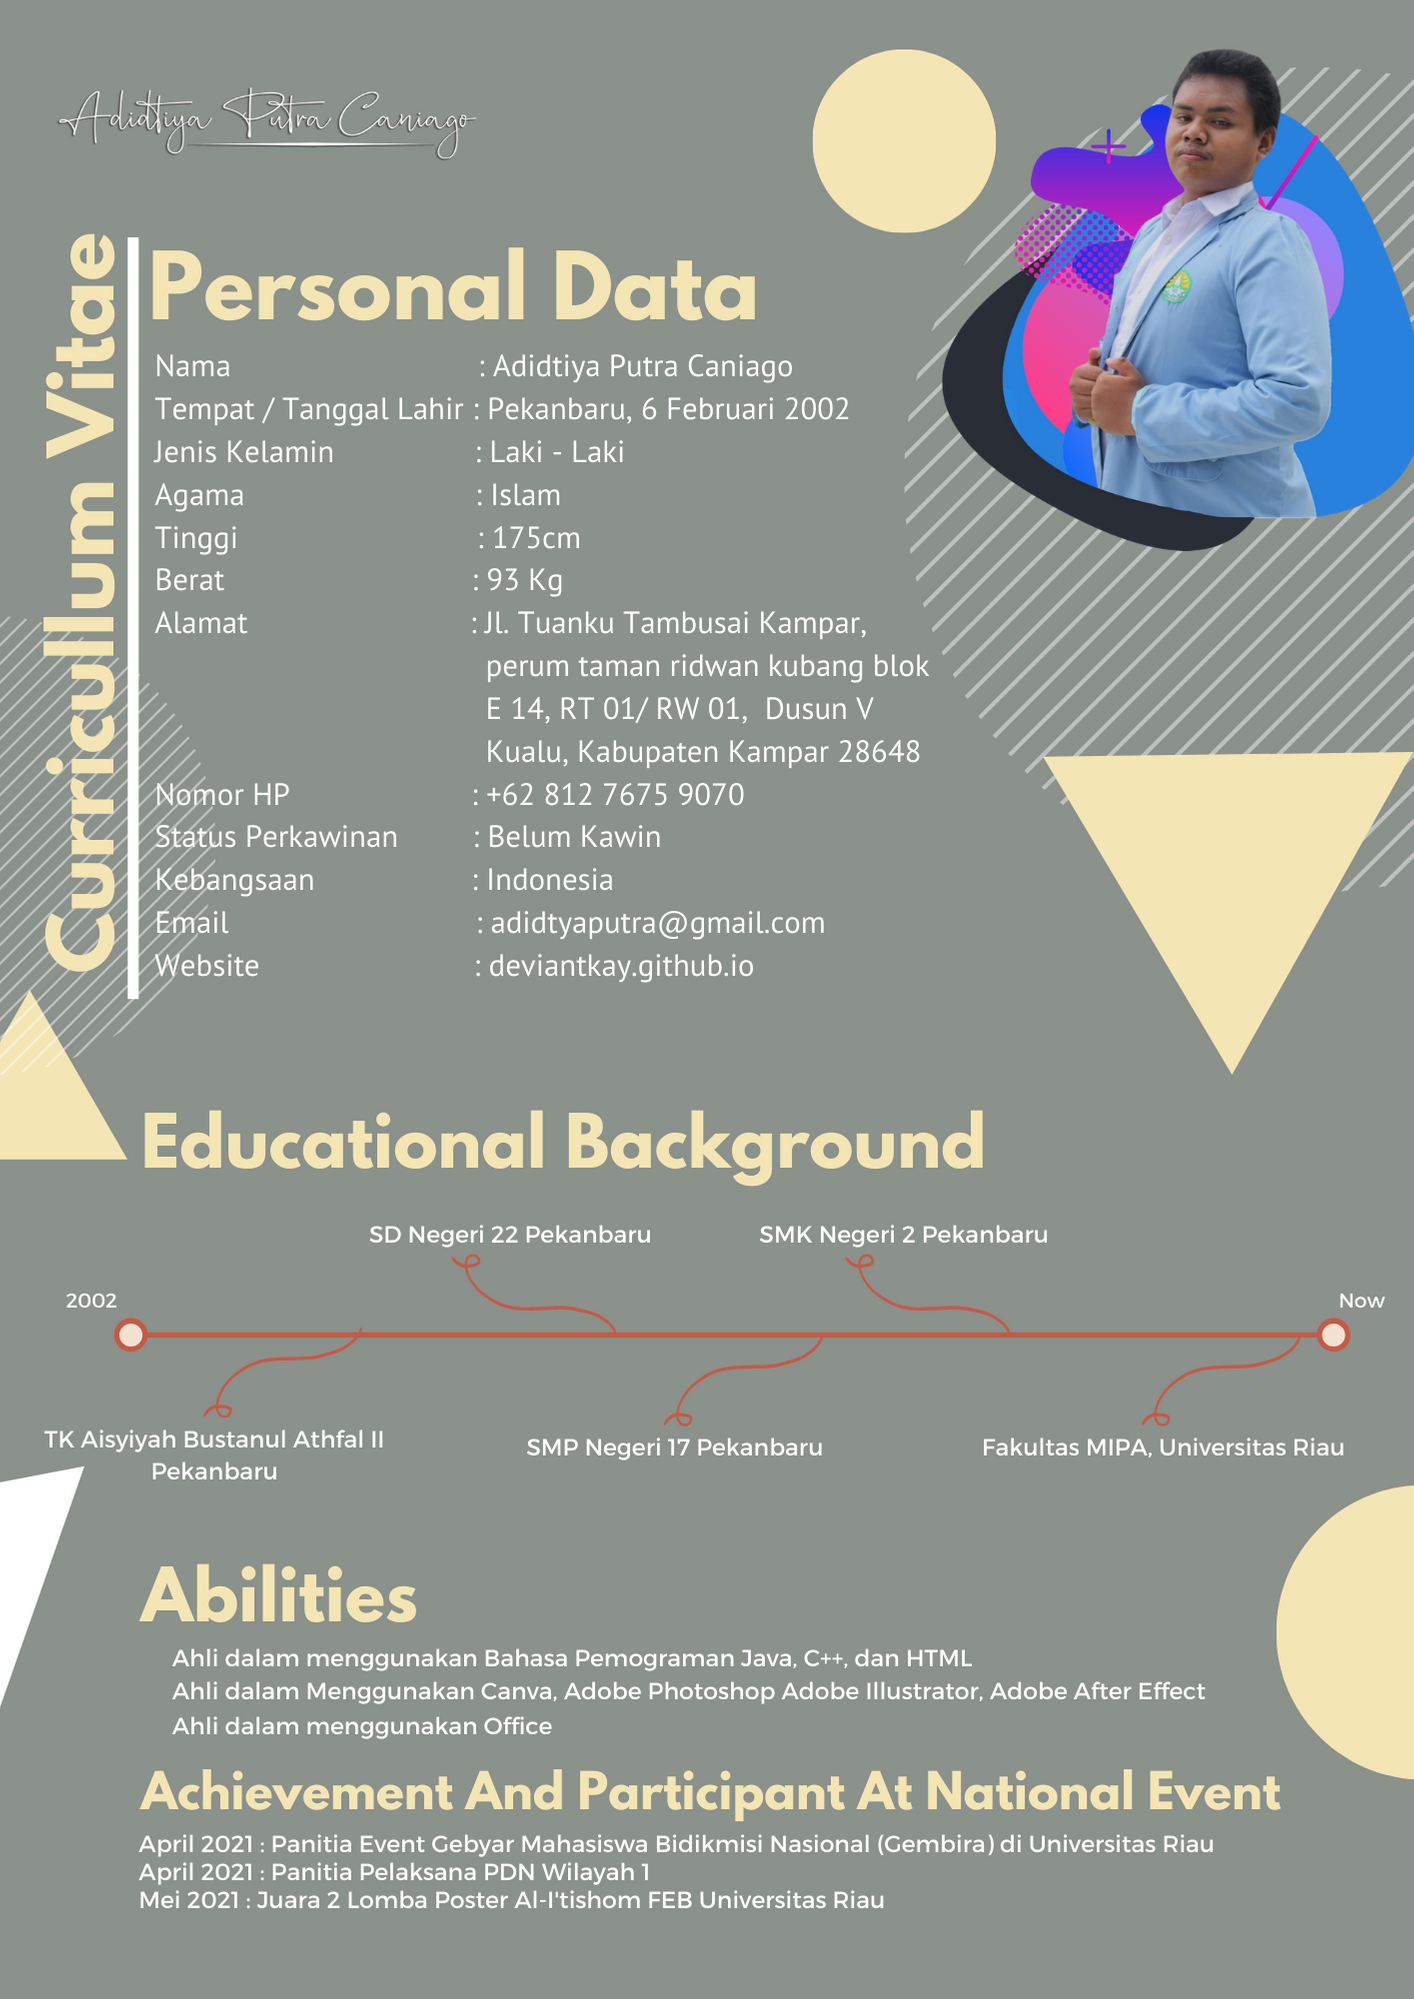 Adidtiya Putra Caniago
Curricullum Vitae
Personal Data
Nama : Adidtiya Putra Caniago
Tempat / Tanggal Lahir : Pekanbaru, 6 Februari 2002
Jenis Kelamin : Laki - Laki
Agama : Islam
Tinggi : 175cm
Berat : 93 Kg
Alamat : Jl. Tuanku Tambusai Kampar,
perum taman ridwan kubang blok
E 14, RT 01/ RW 01, Dusun V
Kualu, Kabupaten Kampar 28648
Nomor HP : +62 812 7675 9070
Status Perkawinan : Belum Kawin
Kebangsaan : Indonesia
Email : adidtyaputra@gmail.com
Website : deviantkay.github.io
Educational Background
SD Negeri 22 Pekanbaru
SMK Negeri 2 Pekanbaru
2002
Now
TK Aisyiyah Bustanul Athfal II
Pekanbaru
SMP Negeri 17 Pekanbaru
Fakultas MIPA, Universitas Riau
Abilities
Ahli dalam menggunakan Bahasa Pemograman Java, C++, dan HTML
Ahli dalam Menggunakan Canva, Adobe Photoshop Adobe Illustrator, Adobe After Effect
Ahli dalam menggunakan Office
Achievement And Participant At National Event
April 2021 : Panitia Event Gebyar Mahasiswa Bidikmisi Nasional (Gembira) di Universitas Riau
April 2021 : Panitia Pelaksana PDN Wilayah 1
Mei 2021 : Juara 2 Lomba Poster Al-I'tishom FEB Universitas Riau